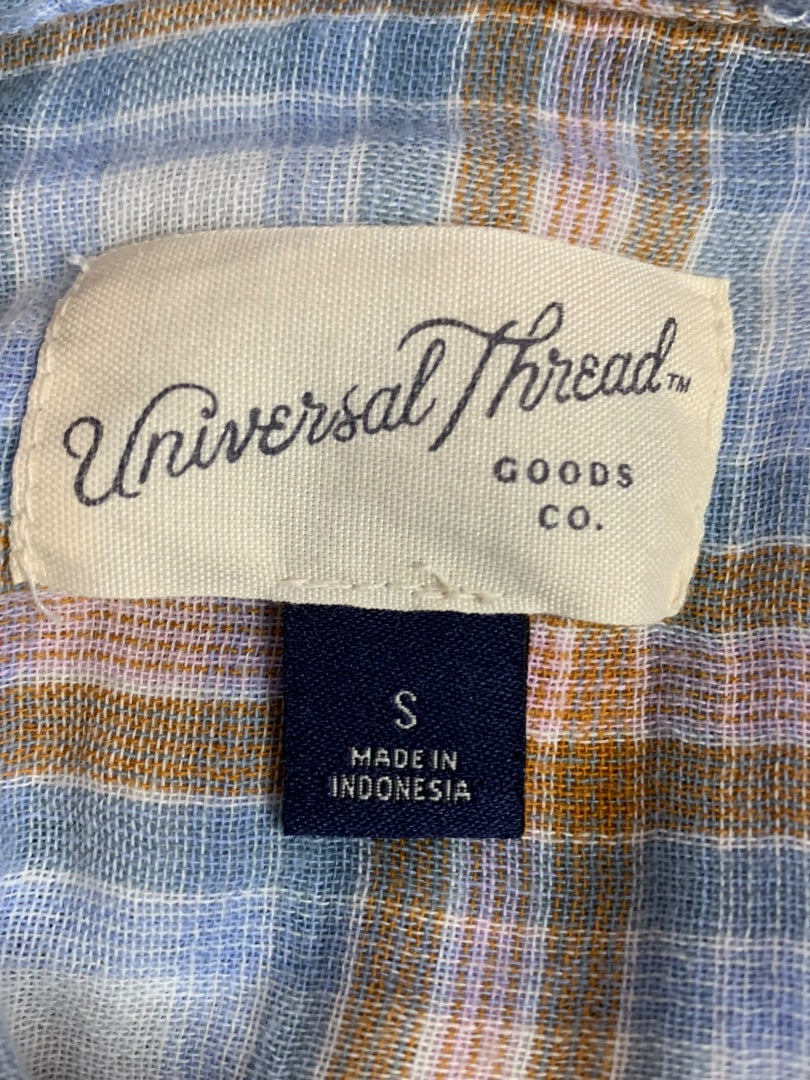 Universal Thread™
GOODS
CO.
S
MADE IN
INDONESIA